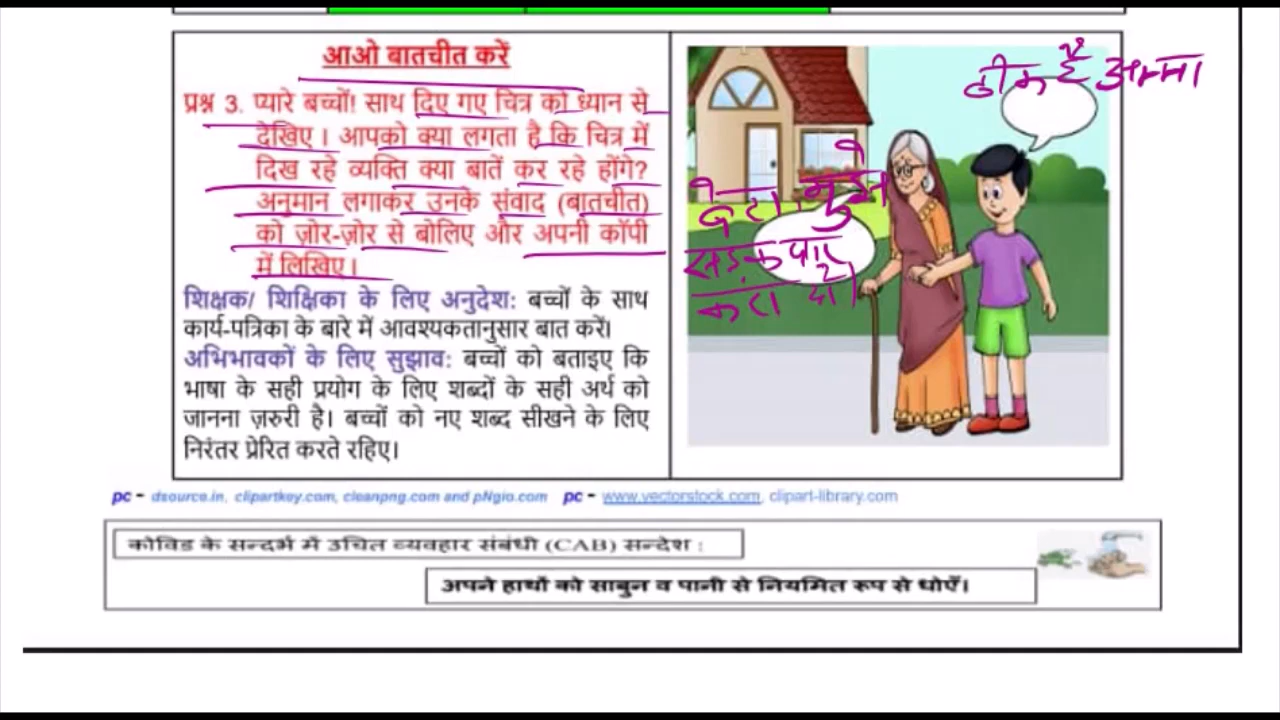 आओ बातचीत करें
प्रश्न 3. प्यारे बच्चों! साथ दिए गए चित्र को ध्यान से
देखिए। आपको क्या लगता है कि चित्र में
दिख रहे व्यक्ति क्या बातें कर रहे होंगे?
अनुमान लगाकर उनके संवाद (बातचीत)
को ज़ोर-ज़ोर से बोलिए और अपनी कॉपी
में लिखिए।
शिक्षक/ शिक्षिका के लिए अनुदेश: बच्चों के साथ
कार्य-पत्रिका के बारे में आवश्यकतानुसार बात करें।
अभिभावकों के लिए सुझाव: बच्चों को बताइए कि
भाषा के सही प्रयोग के लिए शब्दों के सही अर्थ को
जानना ज़रुरी है। बच्चों को नए शब्द सीखने के लिए
निरंतर प्रेरित करते रहिए।
ठीक है अम्मा
बेटा, मुझे
सड़क पार
करा दो।
pc - dsource.in, clipartkey.com, cleanpng.com and pNgio.com pc - www.vectorstock.com, clipart-library.com
कोविड के सन्दर्भ में उचित व्यवहार संबंधी (CAB) सन्देश :
अपने हाथों को साबुन व पानी से नियमित रूप से धोएँ।